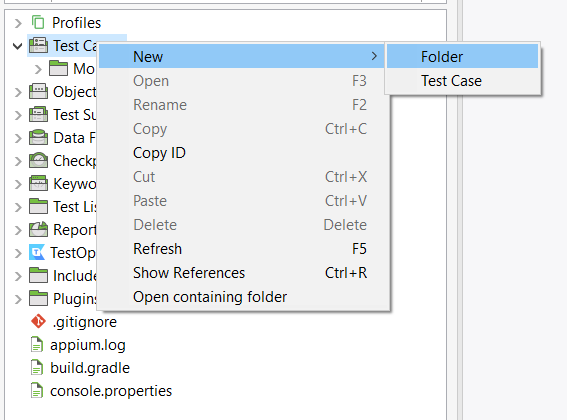 Profiles
Test Ca
Mo
Object
Test Su
Data F
Checkp
Keywo
Test Lis
Report
TestOp
Include
Plugins
.gitignore
appium.log
build.gradle
console.properties
New
Open F3
Rename F2
Copy Ctrl+C
Copy ID
Cut Ctrl+X
Paste Ctrl+V
Delete Delete
Refresh F5
Show References Ctrl+R
Open containing folder
Folder
Test Case